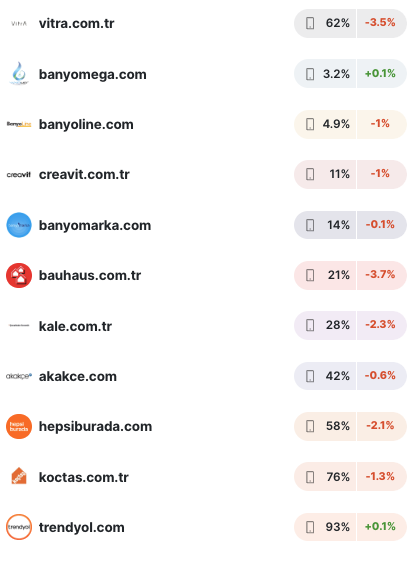 VitrA
vitra.com.tr 62% -3.5%
banyomega.com 3.2% +0.1%
BanyoLine
banyoline.com 4.9% -1%
creavit
creavit.com.tr 11% -1%
banyomarka.com 14% -0.1%
bauhaus.com.tr 21% -3.7%
kale.com.tr 28% -2.3%
akakçe
akakce.com 42% -0.6%
hepsi
burada
hepsiburada.com 58% -2.1%
koctas.com.tr 76% -1.3%
trendyol
trendyol.com 93% +0.1%